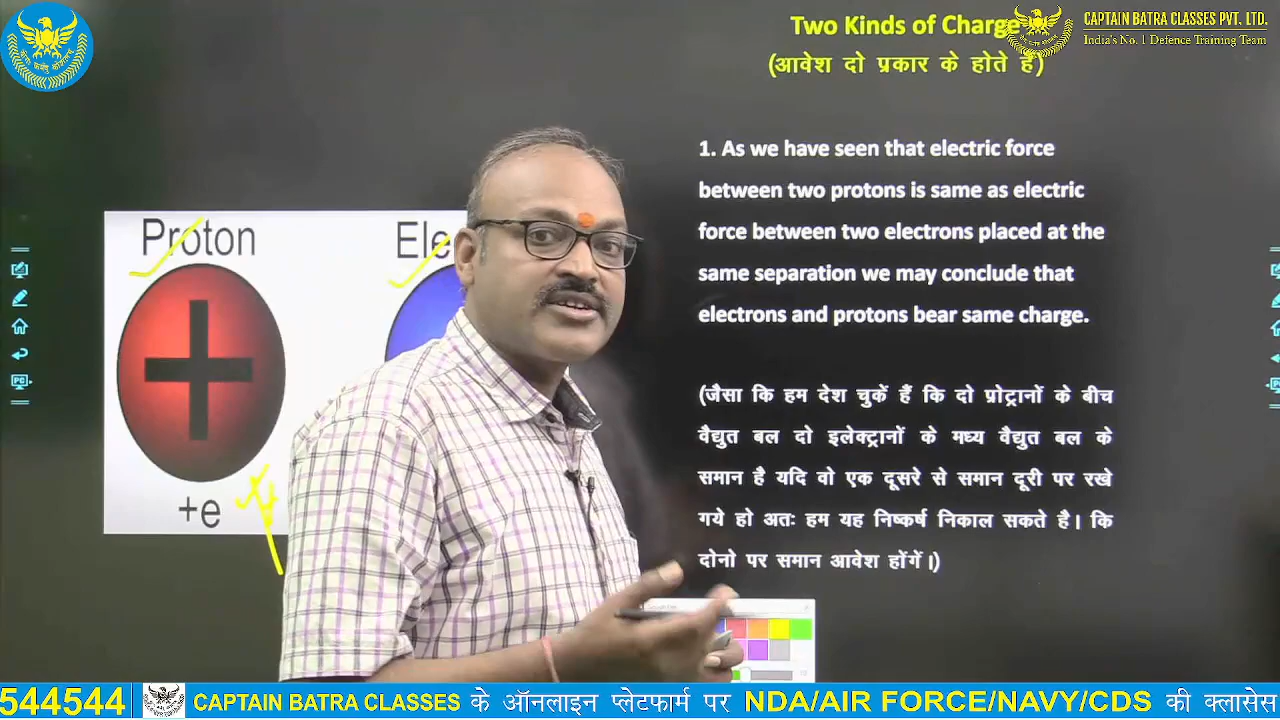 Two Kinds of Charge
(आवेश दो प्रकार के होते है)
CAPTAIN BATRA CLASSES PVT. LTD.
India's No. 1 Defence Training Team
1. As we have seen that electric force
between two protons is same as electric
force between two electrons placed at the
same separation we may conclude that
electrons and protons bear same charge.
(जैसा कि हम देश चुकें हैं कि दो प्रोट्रानों के बीच
वैद्युत बल दो इलेक्ट्रानों के मध्य वैद्युत बल के
समान है यदि वो एक दूसरे से समान दूरी पर रखे
गये हो अतः हम यह निष्कर्ष निकाल सकते है। कि
दोनो पर समान आवेश होंगें।)
Proton
Ele
+e
PC
544544
CAPTAIN BATRA CLASSES के ऑनलाइन प्लेटफार्म पर NDA/AIR FORCE/NAVY/CDS की क्लासेस